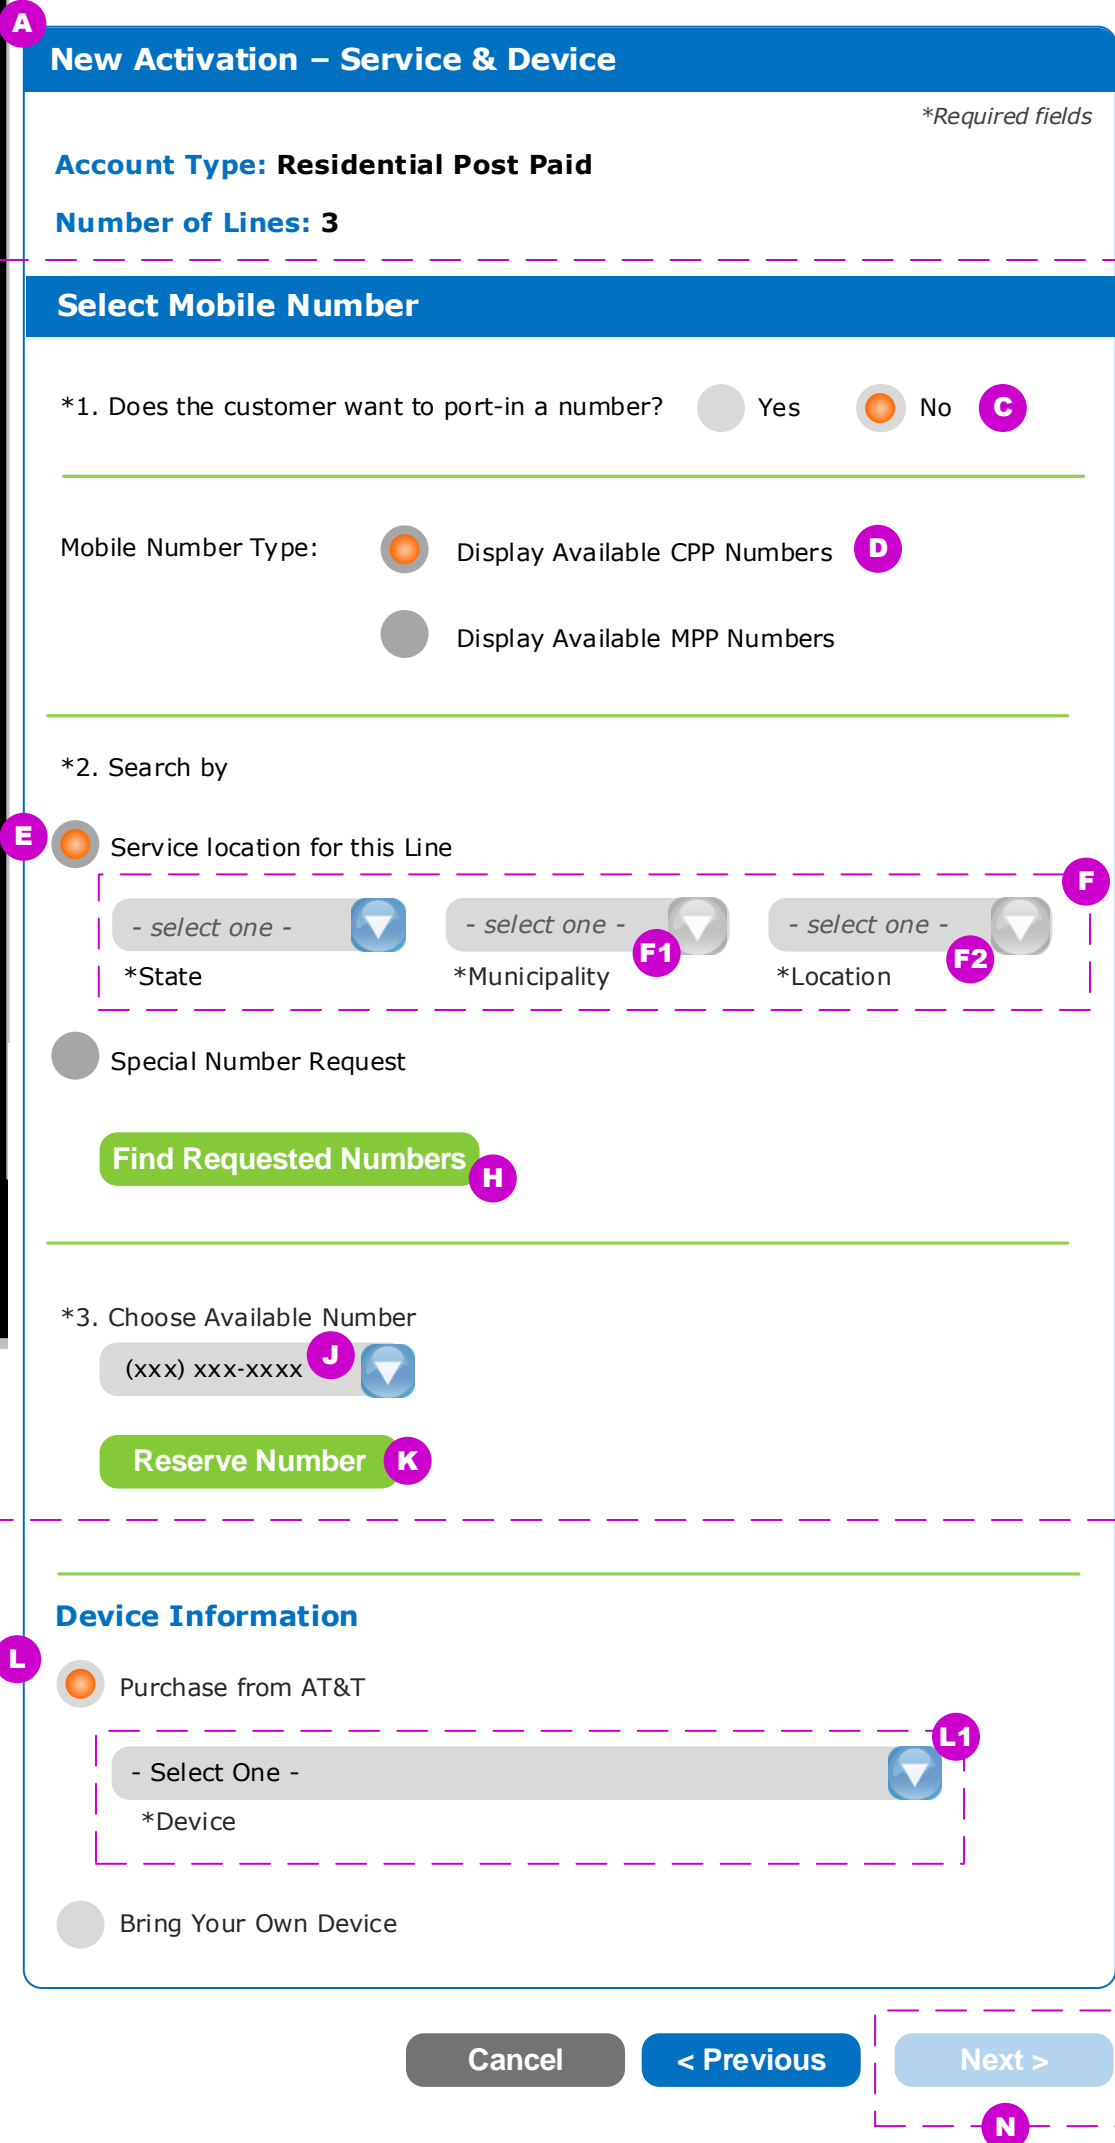 A
New Activation – Service & Device
*Required fields
Account Type: Residential Post Paid
Number of Lines: 3
Select Mobile Number
*1. Does the customer want to port-in a number? Yes No C
Mobile Number Type: Display Available CPP Numbers D
Display Available MPP Numbers
*2. Search by
E Service location for this Line
F
- select one - - select one - - select one -
F1 F2
*State *Municipality *Location
Special Number Request
Find Requested Numbers
H
*3. Choose Available Number
(xxx) xxx-xxxx J
Reserve Number K
Device Information
L
Purchase from AT&T
L1
- Select One -
*Device
Bring Your Own Device
Cancel < Previous Next >
N